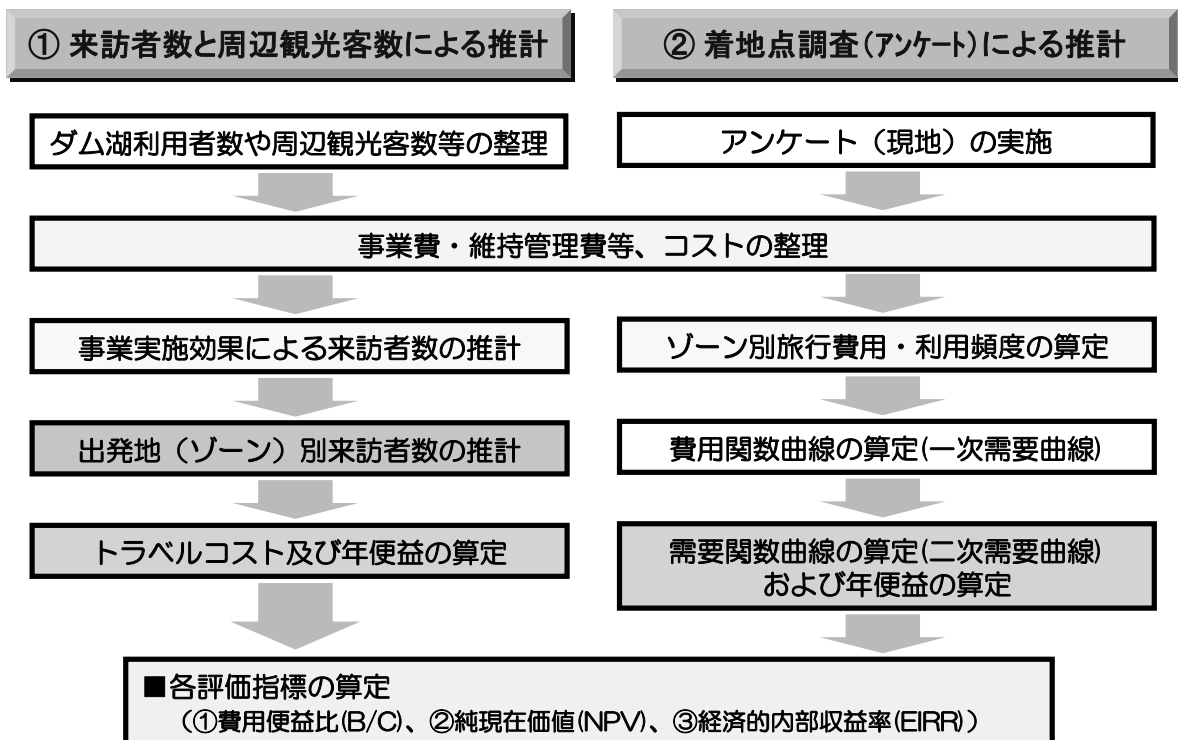 ① 来訪者数と周辺観光客数による推計
② 着地点調査(アンケート)による推計
ダム湖利用者数や周辺観光客数等の整理
アンケート（現地）の実施
事業費・維持管理費等、コストの整理
事業実施効果による来訪者数の推計
ゾーン別旅行費用・利用頻度の算定
出発地（ゾーン）別来訪者数の推計
費用関数曲線の算定(一次需要曲線)
トラベルコスト及び年便益の算定
需要関数曲線の算定(二次需要曲線)
および年便益の算定
■各評価指標の算定
（①費用便益比(B/C)、②純現在価値(NPV)、③経済的内部収益率(EIRR)）